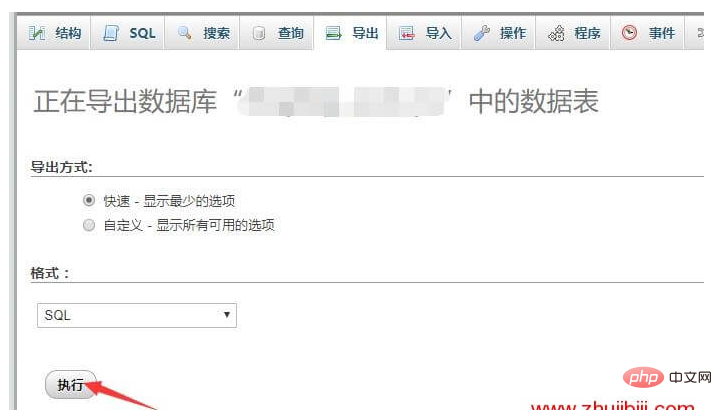 结构 SQL 搜索 查询 导出 导入 操作 程序 事件
正在导出数据库“ ”中的数据表
导出方式:
快速 - 显示最少的选项
自定义 - 显示所有可用的选项
格式：
SQL
执行
php 中文网
www.zhujibiji.com